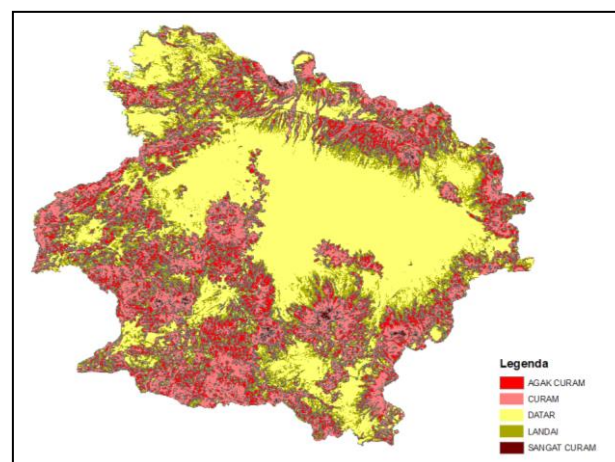 Legenda
AGAK CURAM
CURAM
DATAR
LANDAI
SANGAT CURAM